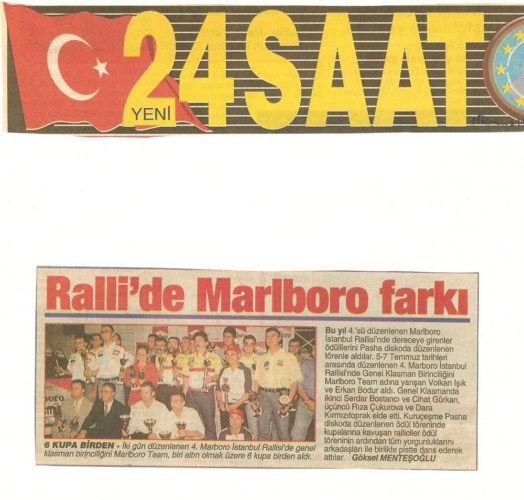 YENİ 24 SAAT
Ralli'de Marlboro farkı
Bu yıl 4.'sü düzenlenen Marlboro
İstanbul Rallisi'nde dereceye girenler
ödüllerini Pasha diskoda düzenlenen
törenle aldılar. 5-7 Temmuz tarihleri
arasında düzenlenen 4. Marlboro İstanbul
Rallisi'nde Genel Klasman Birinciliğini
Marlboro Team adına yarışan Volkan Işık
ve Erkan Bodur aldı. Genel Klasmanda
ikinci Serdar Bostancı ve Cihat Gürkan,
üçüncü Rıza Çukurova ve Dara
Kırmızıtoprak elde etti. Kuruçeşme Pasha
diskoda düzenlenen ödül töreninde
kupalarına kavuşan ralliciler ödül
töreninin ardından tüm yorgunluklarını
arkadaşları ile birlikte pistte dans ederek
attılar. Göksel MENTEŞOĞLU
6 KUPA BİRDEN - İki gün düzenlenen 4. Marlboro İstanbul Rallisi'de genel
klasman birinciliğini Marlboro Team, biri altın olmak üzere 6 kupa birden aldı.